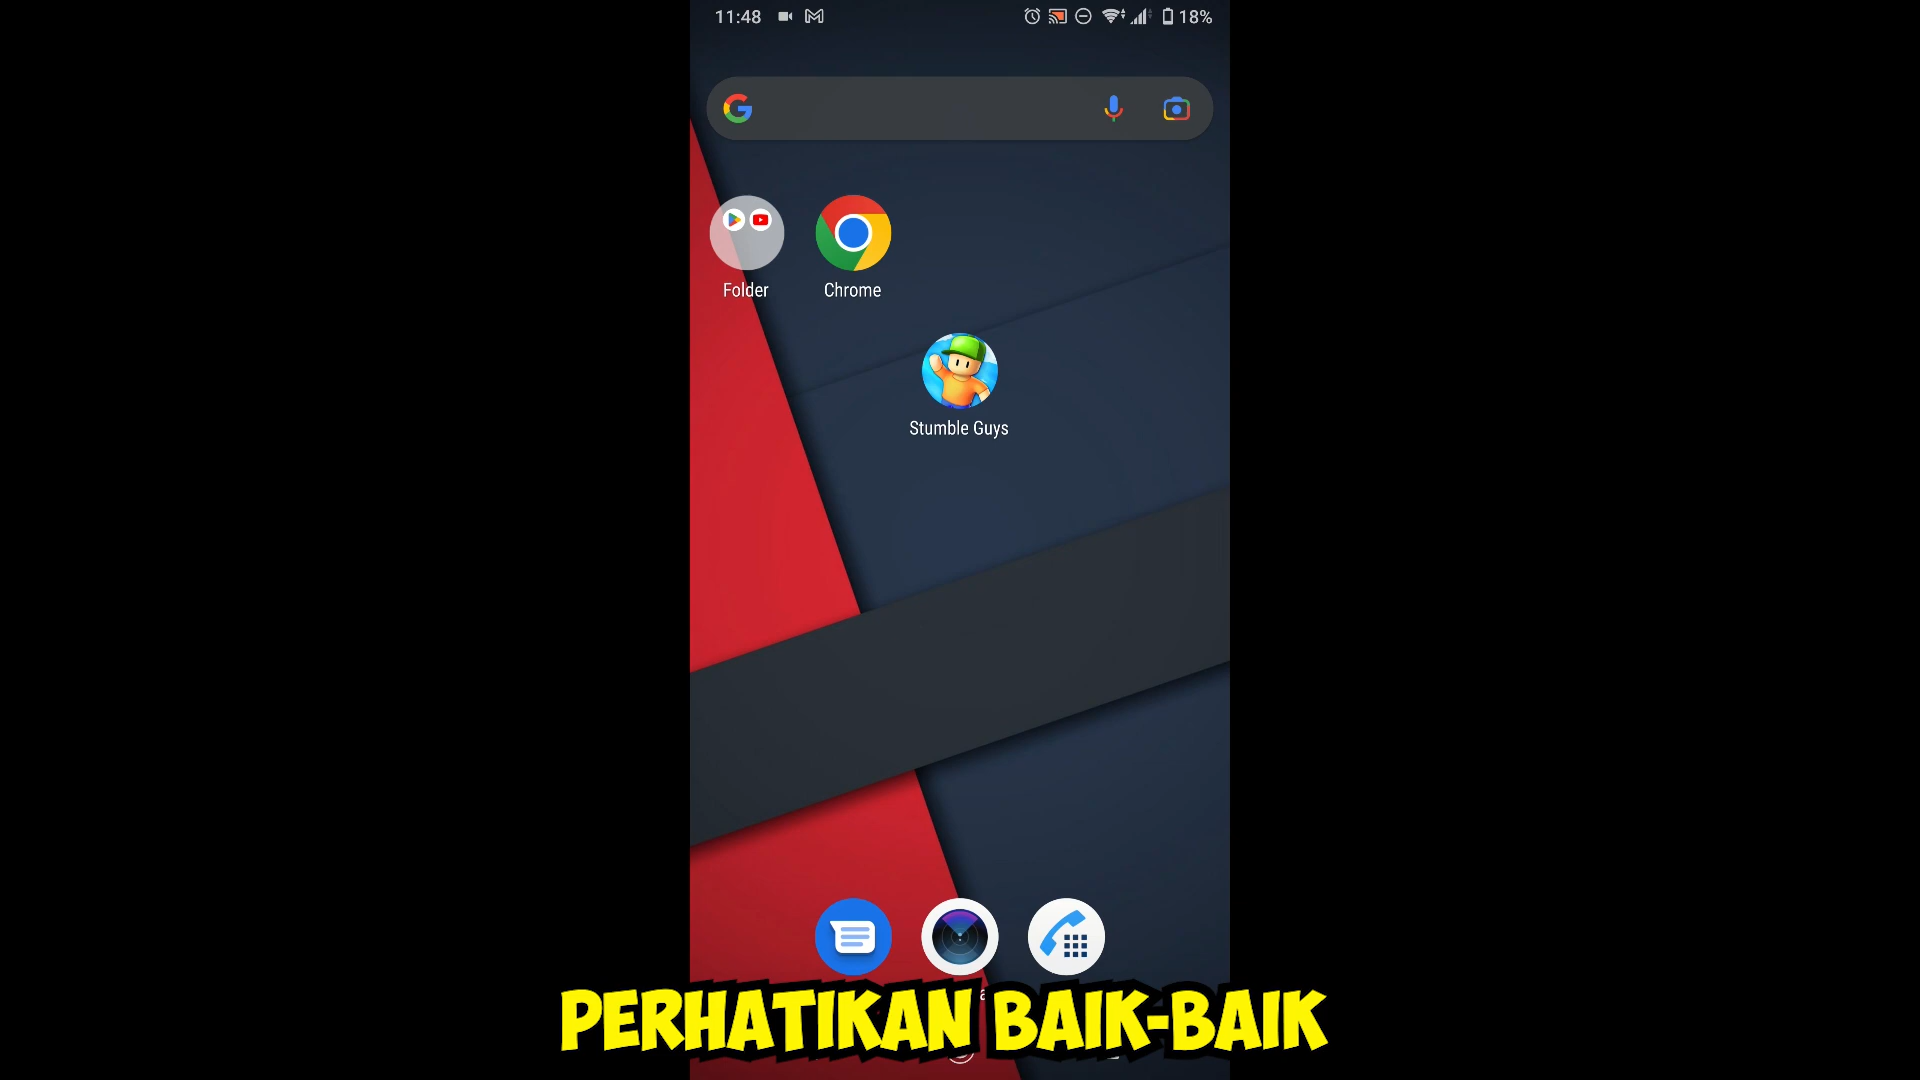 11:48
18%
Folder
Chrome
Stumble Guys
PERHATIKAN BAIK-BAIK